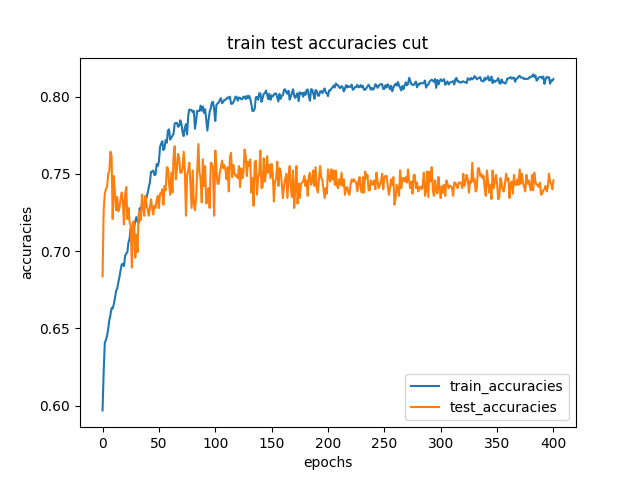 train test accuracies cut
accuracies
0.80
0.75
0.70
0.65
0.60
train_accuracies
test_accuracies
0 50 100 150 200 250 300 350 400
epochs